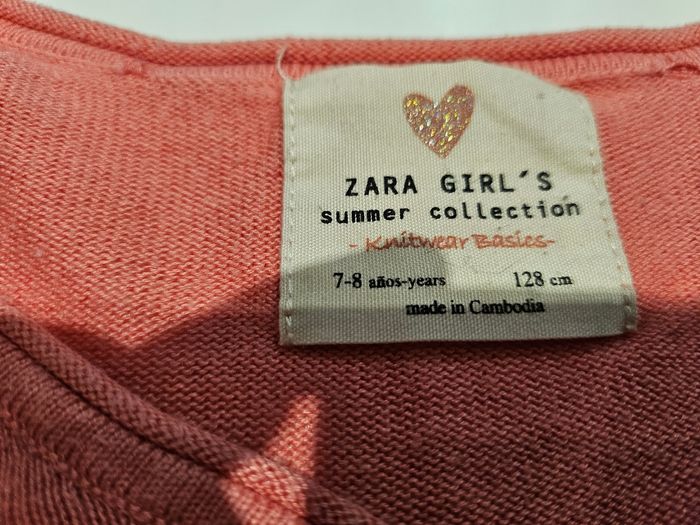 ZARA GIRL´S
summer collection
- Knitwear Basics-
7-8 años-years 128 cm
made in Cambodia